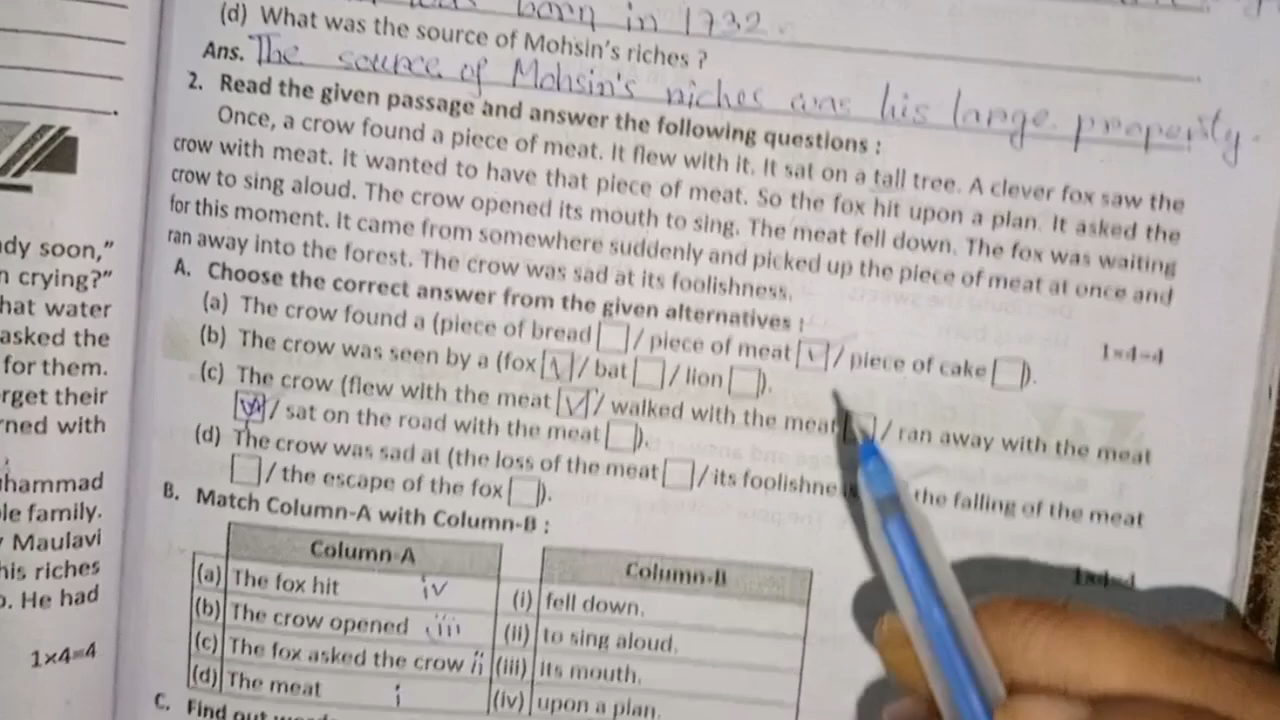 born in 1732.
(d) What was the source of Mohsin's riches ?
Ans. The source of Mohsin's riches was his large property.
2. Read the given passage and answer the following questions :
Once, a crow found a piece of meat. It flew with it. It sat on a tall tree. A clever fox saw the
crow with meat. It wanted to have that piece of meat. So the fox hit upon a plan. It asked the
crow to sing aloud. The crow opened its mouth to sing. The meat fell down. The fox was waiting
for this moment. It came from somewhere suddenly and picked up the piece of meat at once and
ran away into the forest. The crow was sad at its foolishness.
A. Choose the correct answer from the given alternatives :
1×4=4
(a) The crow found a (piece of bread ☐ / piece of meat ☑ / piece of cake ☐).
(b) The crow was seen by a (fox ☑ / bat ☐ / lion ☐).
(c) The crow (flew with the meat ☑ / walked with the meat ☐ / ran away with the meat
/ sat on the road with the meat ☐).
(d) The crow was sad at (the loss of the meat ☐ / its the falling of the meat
☐ / the escape of the fox ☐).
B. Match Column-A with Column-B :
Column-A Column-B
(a) The fox hit iv (i) fell down.
(b) The crow opened iii (ii) to sing aloud.
(c) The fox asked the crow ii (iii) its mouth.
(d) The meat i (iv) upon a plan.
C. Find out
dy soon,"
crying?"
hat water
asked the
for them.
rget their
rned with
hammad
le family.
Maulavi
his riches
. He had
1×4=4